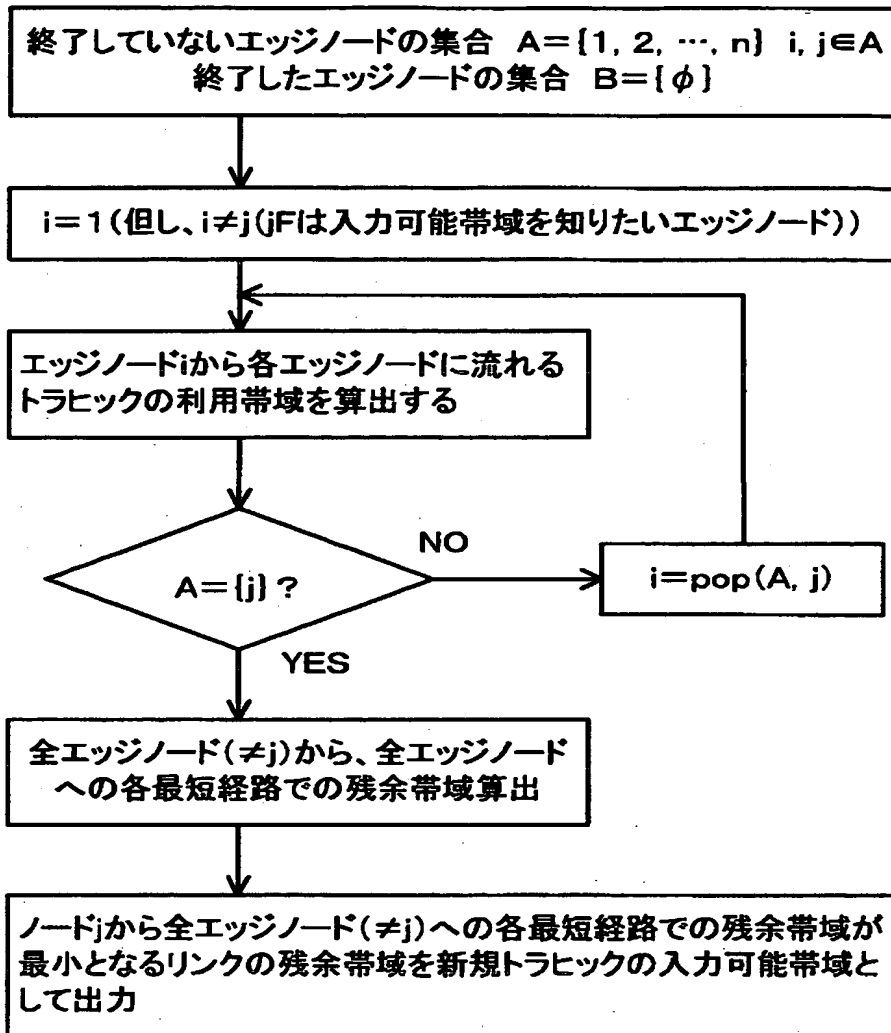 終了していないエッジノードの集合 A={1, 2, …, n} i, j∈A
終了したエッジノードの集合 B={φ}
i=1(但し、i≠j(jFは入力可能帯域を知りたいエッジノード))
エッジノードiから各エッジノードに流れる
トラヒックの利用帯域を算出する
A={j}?
NO
i=pop(A, j)
YES
全エッジノード(≠j)から、全エッジノード
への各最短経路での残余帯域算出
ノードjから全エッジノード(≠j)への各最短経路での残余帯域が
最小となるリンクの残余帯域を新規トラヒックの入力可能帯域と
して出力